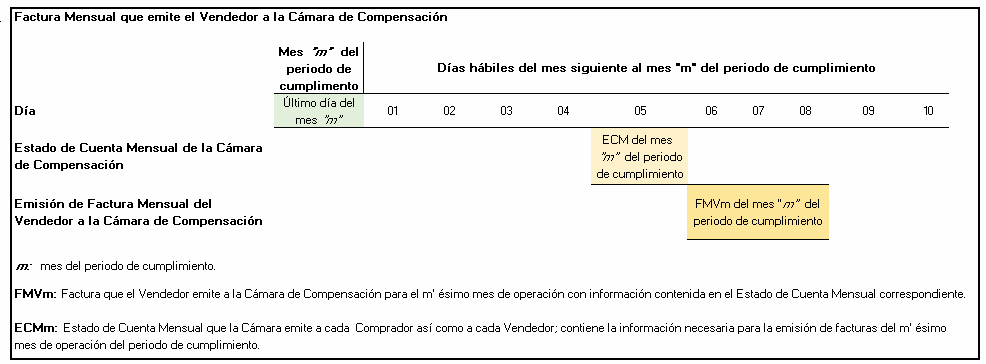 Factura Mensual que emite el Vendedor a la Cámara de Compensación
Mes "m" del
periodo de
cumplimento
Días hábiles del mes siguiente al mes "m" del periodo de cumplimiento
Día
Último día del
mes "m"
01 02 03 04 05 06 07 08 09 10
Estado de Cuenta Mensual de la Cámara
de Compensación
ECM del mes
"m" del periodo
de cumplimiento
Emisión de Factura Mensual del
Vendedor a la Cámara de Compensación
FMVm del mes "m" del
periodo de cumplimiento
m: mes del periodo de cumplimiento.
FMVm: Factura que el Vendedor emite a la Cámara de Compensación para el m' ésimo mes de operación con información contenida en el Estado de Cuenta Mensual correspondiente.
ECMm: Estado de Cuenta Mensual que la Cámara emite a cada Comprador así como a cada Vendedor; contiene la información necesaria para la emisión de facturas del m' ésimo
mes de operación del periodo de cumplimiento.